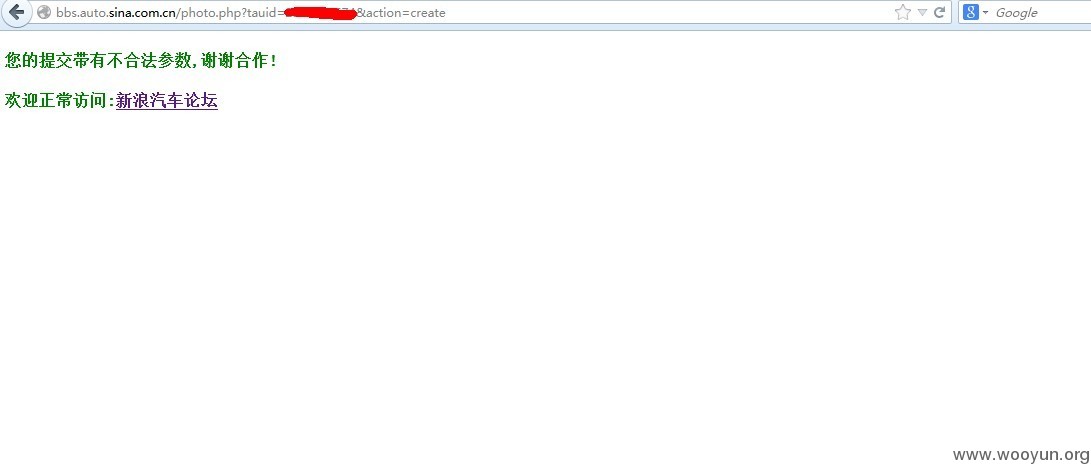 bbs.auto.sina.com.cn/photo.php?tauid= &action=create
Google
您的提交带有不合法参数,谢谢合作!
欢迎正常访问:新浪汽车论坛
www.wooyun.org